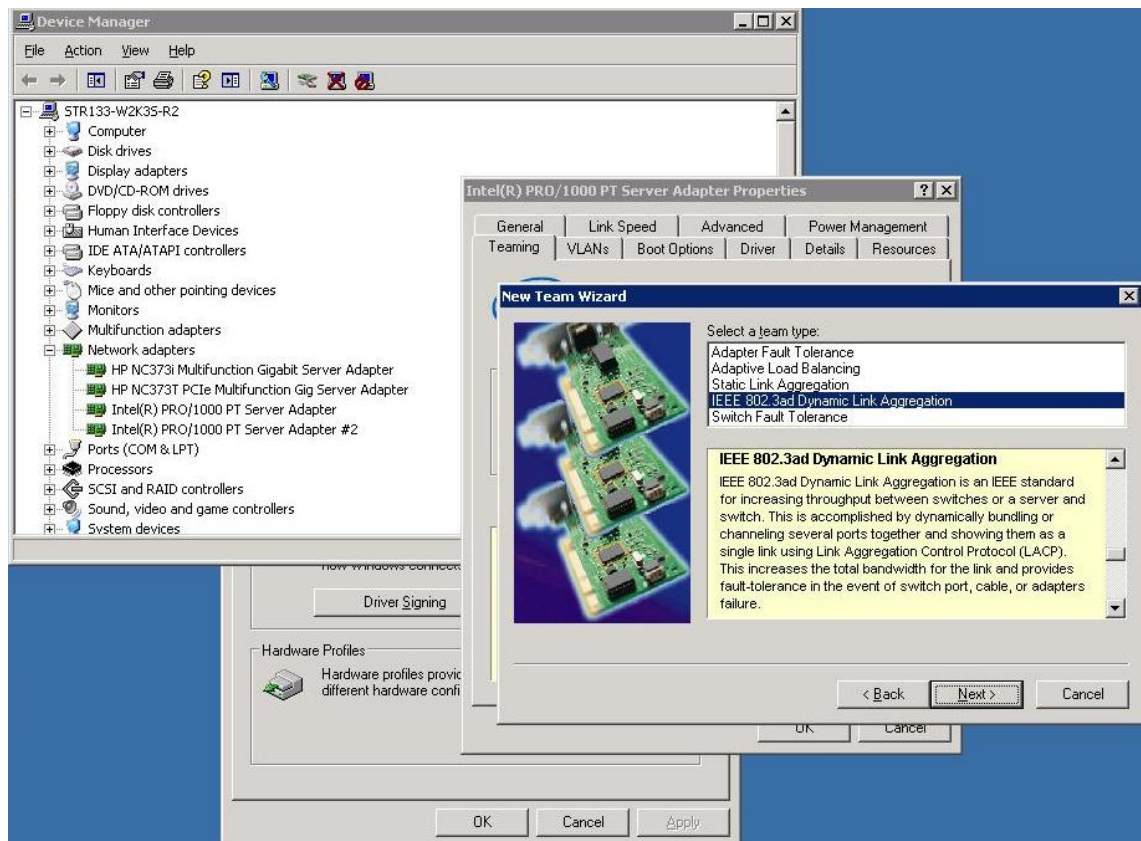 Device Manager
File Action View Help
STR133-W2K3S-R2
Computer
Disk drives
Display adapters
DVD/CD-ROM drives
Floppy disk controllers
Human Interface Devices
IDE ATA/ATAPI controllers
Keyboards
Mice and other pointing devices
Monitors
Multifunction adapters
Network adapters
HP NC373i Multifunction Gigabit Server Adapter
HP NC373T PCIe Multifunction Gig Server Adapter
Intel(R) PRO/1000 PT Server Adapter
Intel(R) PRO/1000 PT Server Adapter #2
Ports (COM & LPT)
Processors
SCSI and RAID controllers
Sound, video and game controllers
System devices
how Windows connects
Driver Signing
Hardware Profiles
Hardware profiles provid
different hardware confi
OK Cancel Apply
Intel(R) PRO/1000 PT Server Adapter Properties
General Link Speed Advanced Power Management
Teaming VLANs Boot Options Driver Details Resources
New Team Wizard
Select a team type:
Adapter Fault Tolerance
Adaptive Load Balancing
Static Link Aggregation
IEEE 802.3ad Dynamic Link Aggregation
Switch Fault Tolerance
IEEE 802.3ad Dynamic Link Aggregation
IEEE 802.3ad Dynamic Link Aggregation is an IEEE standard
for increasing throughput between switches or a server and
switch. This is accomplished by dynamically bundling or
channeling several ports together and showing them as a
single link using Link Aggregation Control Protocol (LACP).
This increases the total bandwidth for the link and provides
fault-tolerance in the event of switch port, cable, or adapters
failure.
< Back Next > Cancel
OK Cancel